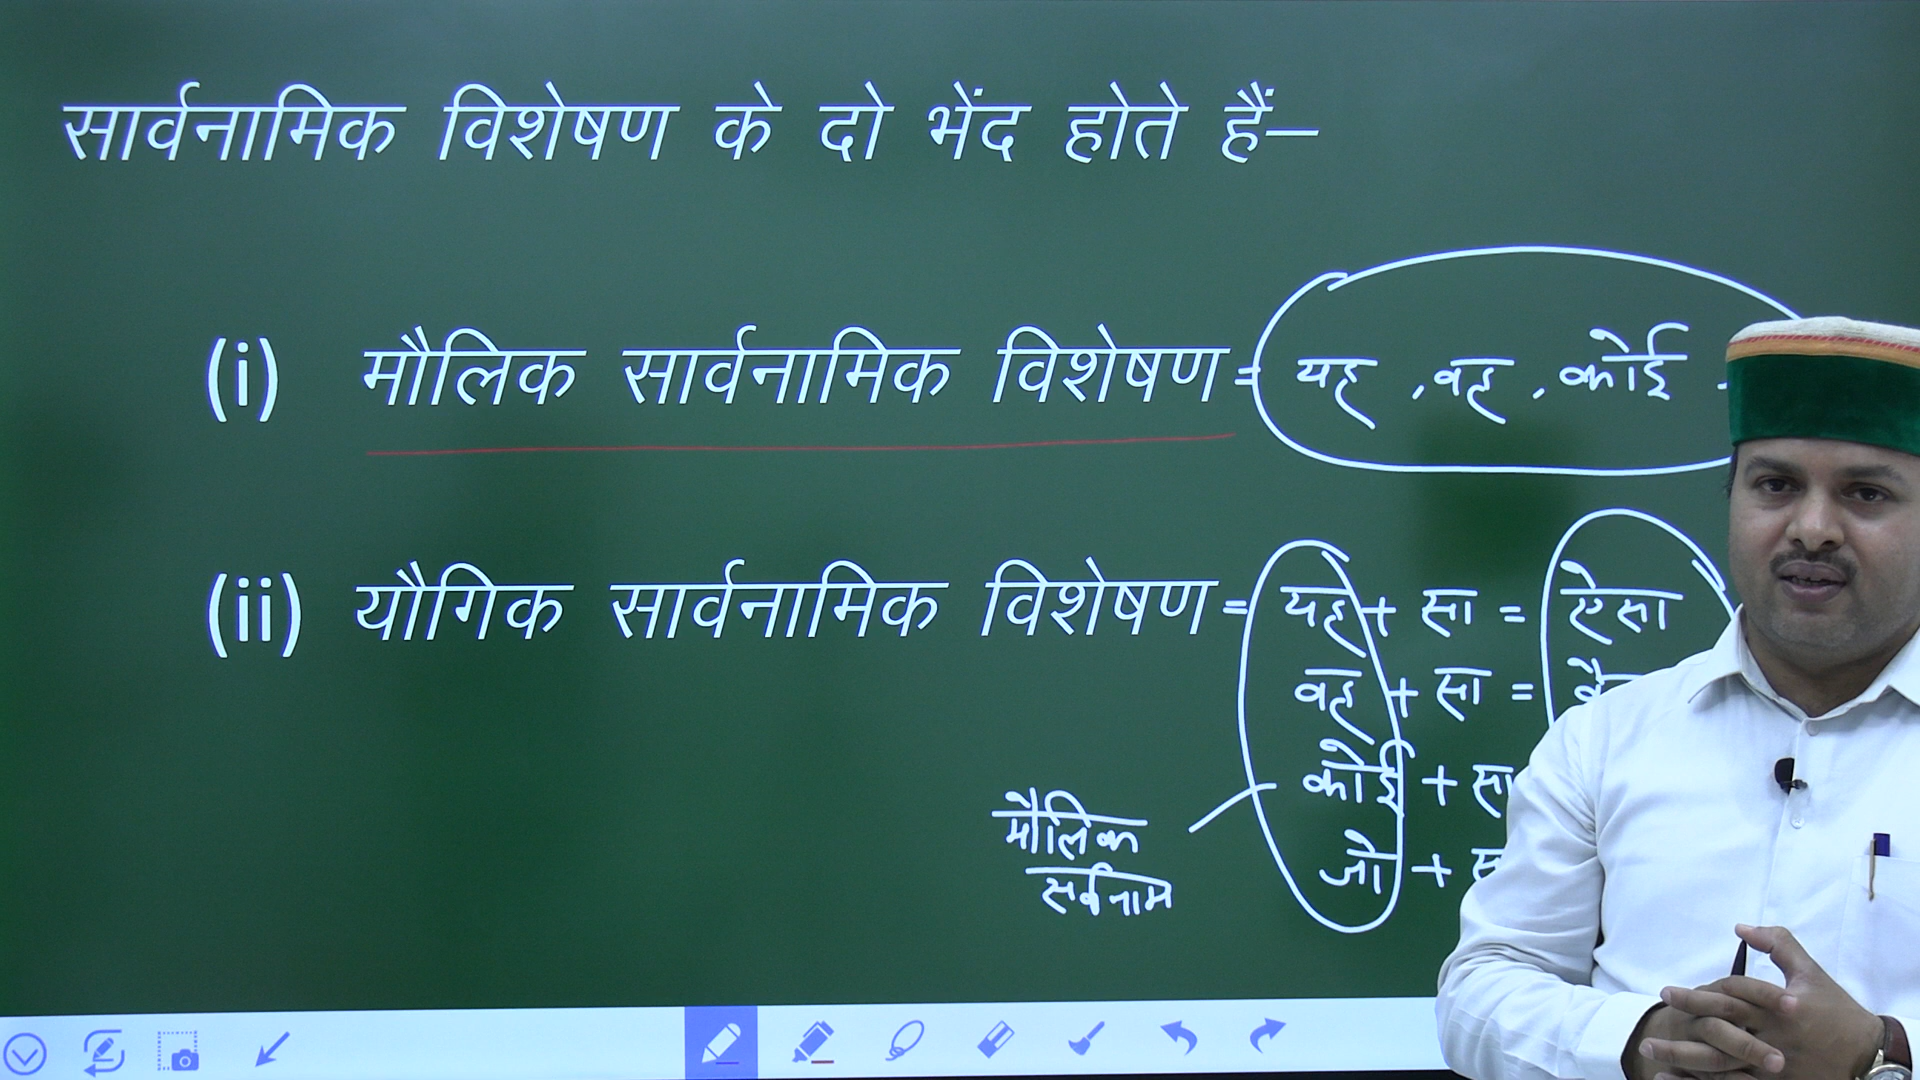 सार्वनामिक विशेषण के दो भेंद होते हैं–
(i) मौलिक सार्वनामिक विशेषण = यह , वह , कोई
(ii) यौगिक सार्वनामिक विशेषण = यह + सा = ऐसा
वह + सा =
कोई + सा
जो +
मौलिक
सर्वनाम